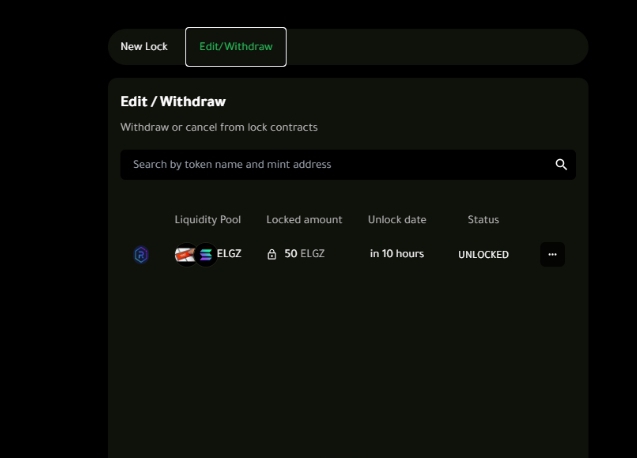 New Lock Edit/Withdraw
Edit / Withdraw
Withdraw or cancel from lock contracts
Search by token name and mint address
Liquidity Pool Locked amount Unlock date Status
ELGZ 50 ELGZ in 10 hours UNLOCKED